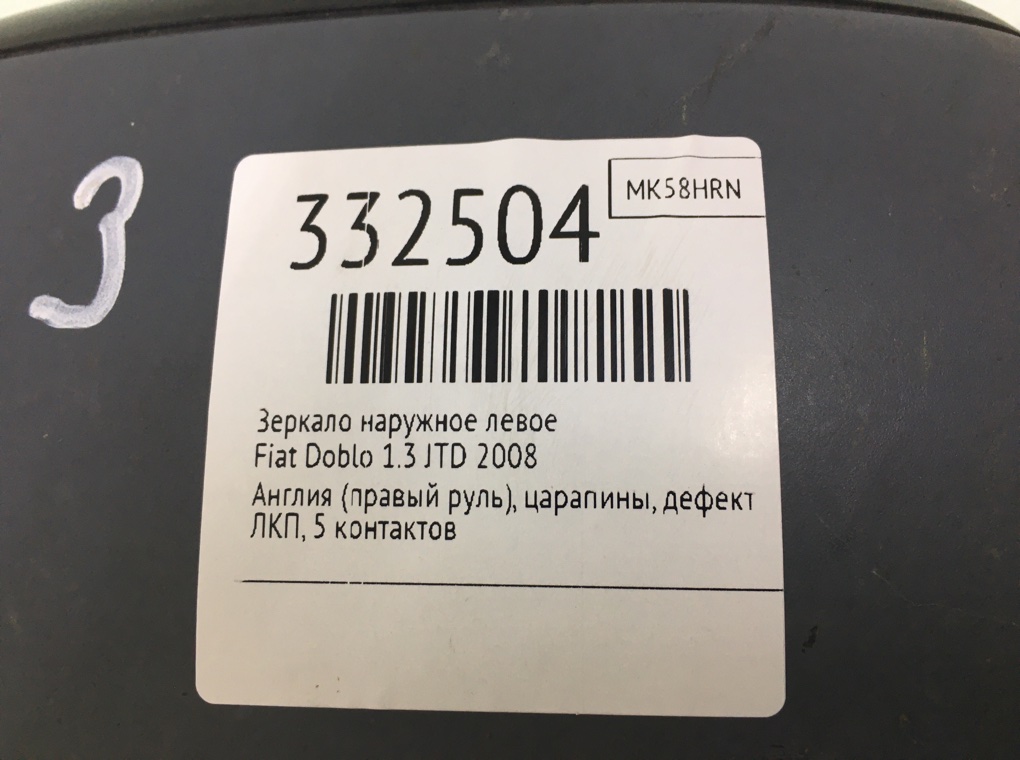 3
332504
MK58HRN
Зеркало наружное левое
Fiat Doblo 1.3 JTD 2008
Англия (правый руль), царапины, дефект
ЛКП, 5 контактов